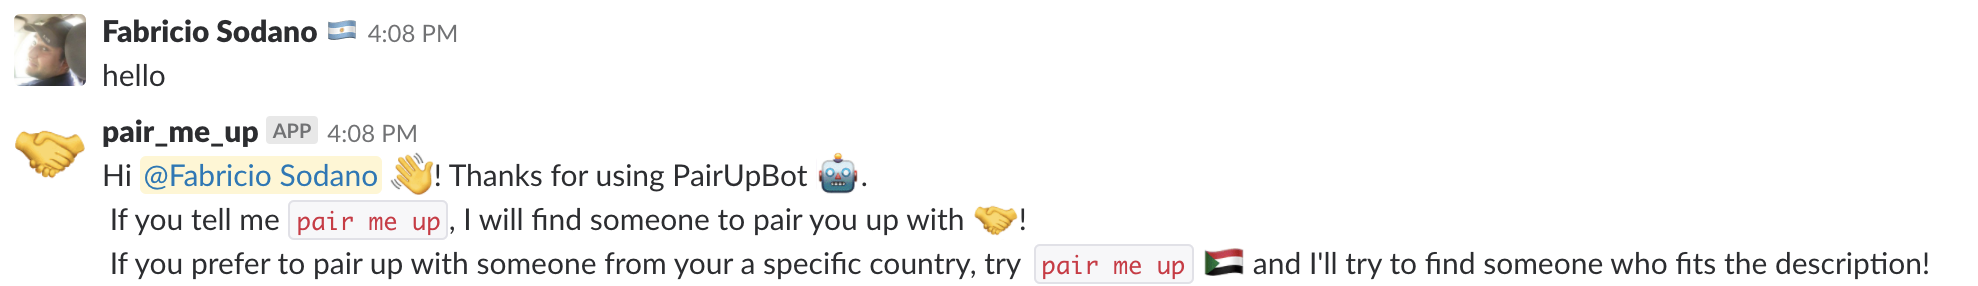 Fabricio Sodano 🇦🇷 4:08 PM
hello
pair_me_up APP 4:08 PM
Hi @Fabricio Sodano 👋! Thanks for using PairUpBot 🤖.
If you tell me pair me up, I will find someone to pair you up with 🤝!
If you prefer to pair up with someone from your a specific country, try pair me up 🇸🇩 and I'll try to find someone who fits the description!